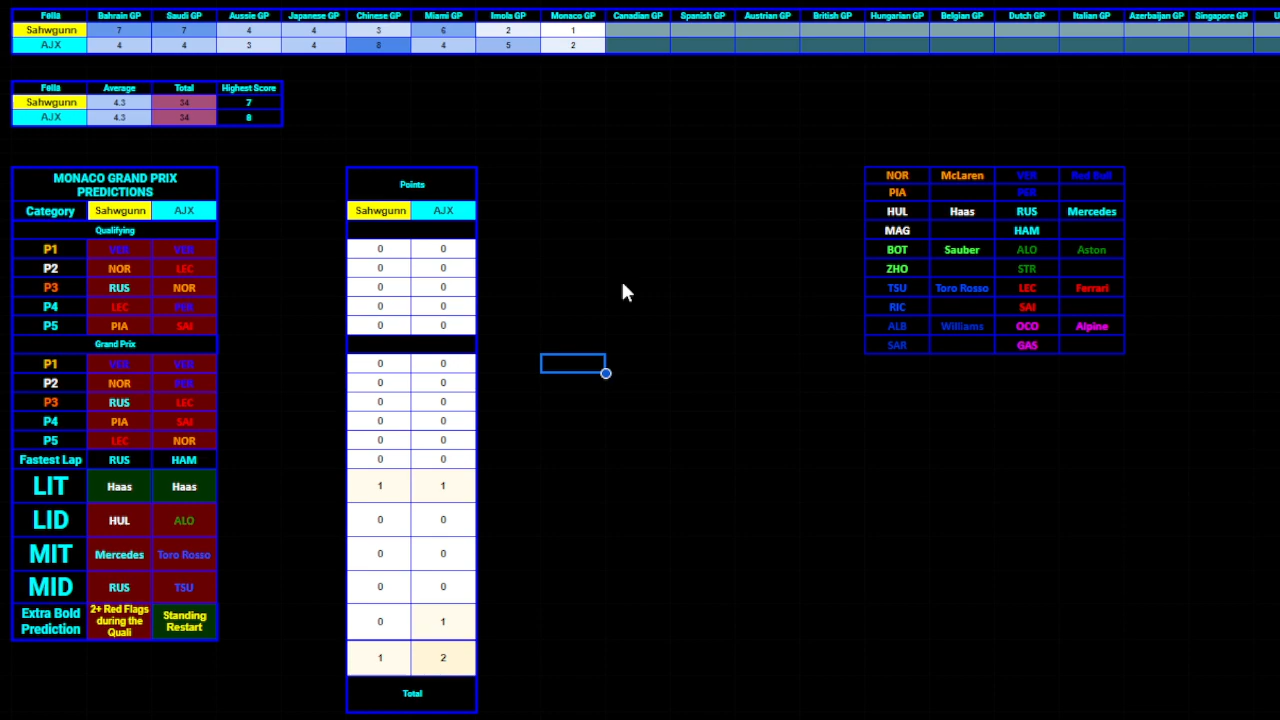 Fella Bahrain GP Saudi GP Aussie GP Japanese GP Chinese GP Miami GP Imola GP Monaco GP Canadian GP Spanish GP Austrian GP British GP Hungarian GP Belgian GP Dutch GP Italian GP Azerbaijan GP Singapore GP U
Sahwgunn 7 7 4 4 3 6 2 1
AJX 4 4 3 4 8 4 5 2
Fella Average Total Highest Score
Sahwgunn 4.3 34 7
AJX 4.3 34 8
MONACO GRAND PRIX
PREDICTIONS
Category Sahwgunn AJX
Qualifying
P1 VER VER
P2 NOR LEC
P3 RUS NOR
P4 LEC PER
P5 PIA SAI
Grand Prix
P1 VER VER
P2 NOR PER
P3 RUS LEC
P4 PIA SAI
P5 LEC NOR
Fastest Lap RUS HAM
LIT Haas Haas
LID HUL ALO
MIT Mercedes Toro Rosso
MID RUS TSU
Extra Bold
Prediction
2+ Red Flags
during the
Quali
Standing
Restart
Points
Sahwgunn AJX
0 0
0 0
0 0
0 0
0 0
0 0
0 0
0 0
0 0
0 0
0 0
1 1
0 0
0 0
0 0
0 1
1 2
Total
NOR McLaren VER Red Bull
PIA PER
HUL Haas RUS Mercedes
MAG HAM
BOT Sauber ALO Aston
ZHO STR
TSU Toro Rosso LEC Ferrari
RIC SAI
ALB Williams OCO Alpine
SAR GAS